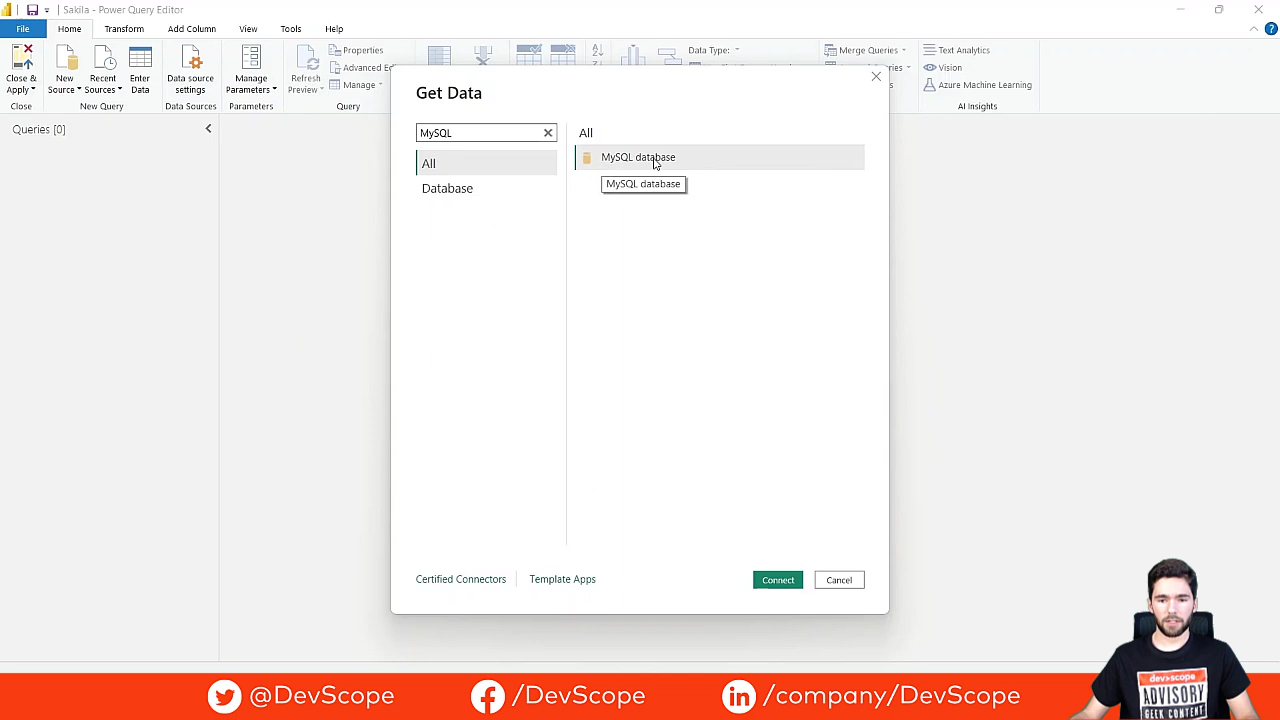 Sakila - Power Query Editor
File
Home
Transform
Add Column
View
Tools
Help
Close &
Apply
New
Source
Recent
Sources
Enter
Data
Data source
settings
Manage
Parameters
Refresh
Preview
Properties
Manage
Data Type:
Merge Queries
Text Analytics
Vision
Azure Machine Learning
Close
New Query
Data Sources
Parameters
Query
AI Insights
Queries [0]
Get Data
MySQL
All
Database
All
MySQL database
MySQL database
Certified Connectors
Template Apps
Connect
Cancel
@DevScope
/DevScope
/company/DevScope
dev>scope
ADVISORY
GEEK CONTENT